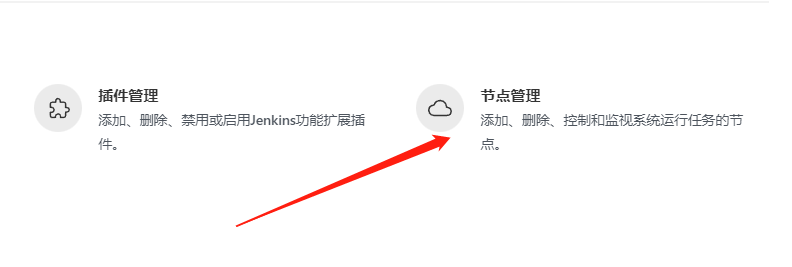 插件管理
添加、删除、禁用或启用Jenkins功能扩展插
件。
节点管理
添加、删除、控制和监视系统运行任务的节
点。